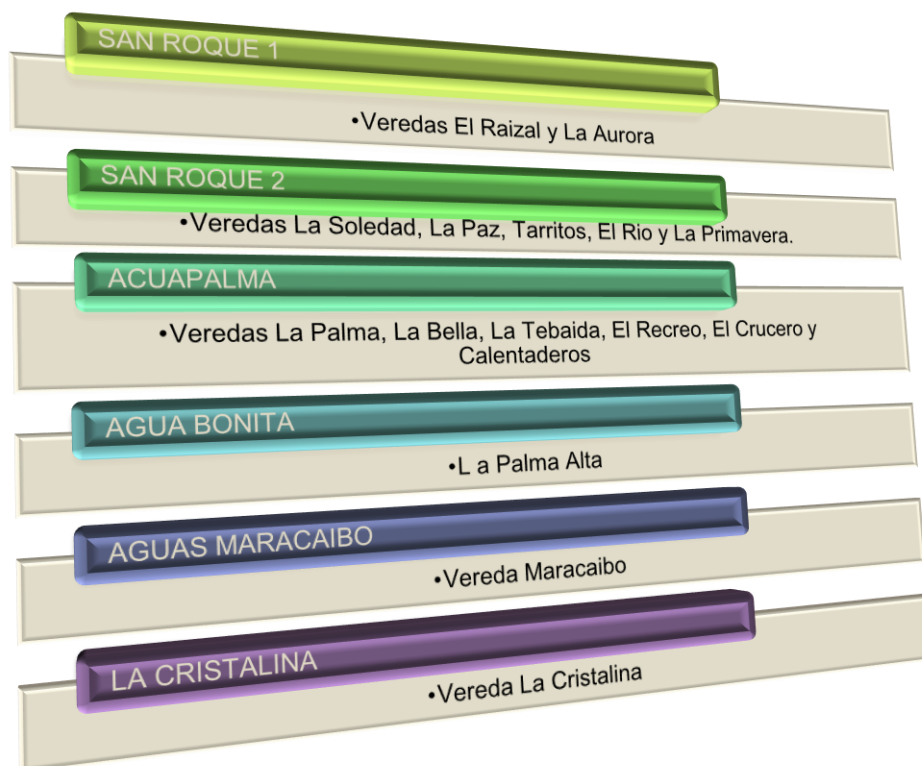 SAN ROQUE 1
•Veredas El Raizal y La Aurora
SAN ROQUE 2
•Veredas La Soledad, La Paz, Tarritos, El Rio y La Primavera.
ACUAPALMA
•Veredas La Palma, La Bella, La Tebaida, El Recreo, El Crucero y
Calentaderos
AGUA BONITA
•L a Palma Alta
AGUAS MARACAIBO
•Vereda Maracaibo
LA CRISTALINA
•Vereda La Cristalina